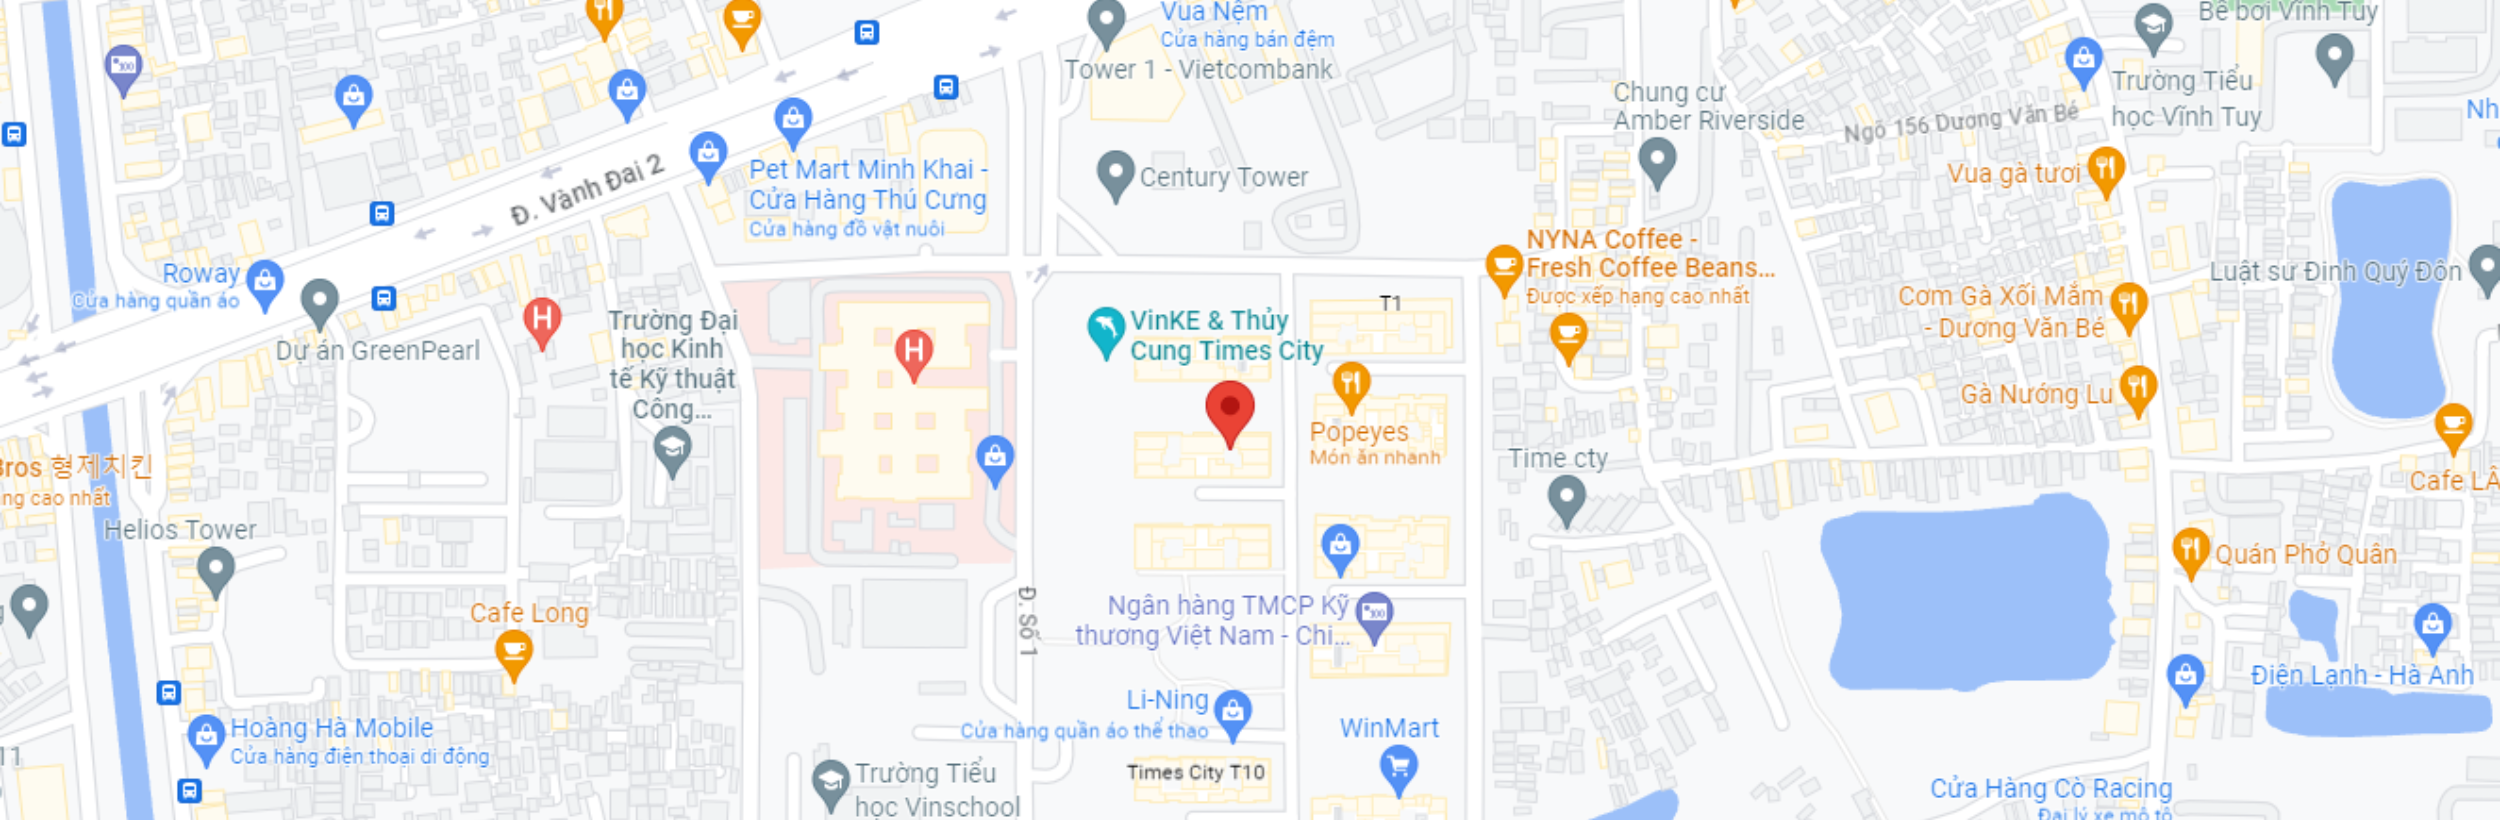 Vua Nệm
Cửa hàng bán đệm
Tower 1 - Vietcombank
Bể bơi Vĩnh Tuy
Chung cư
Amber Riverside
Trường Tiểu
học Vĩnh Tuy
Ngõ 156 Dương Văn Bé
Đ. Vành Đai 2
Pet Mart Minh Khai -
Cửa Hàng Thú Cưng
Cửa hàng đồ vật nuôi
Century Tower
Vua gà tươi
NYNA Coffee -
Fresh Coffee Beans...
Được xếp hạng cao nhất
Roway
Cửa hàng quần áo
Luật sư Đinh Quý Đôn
Cơm Gà Xối Mắm
- Dương Văn Bé
T1
Trường Đại
học Kinh
tế Kỹ thuật
Công...
H
H
VinKE & Thủy
Cung Times City
Dự án GreenPearl
Gà Nướng Lu
Popeyes
Món ăn nhanh
Time cty
Bros 형제치킨
ng cao nhất
Cafe LÂ
Helios Tower
Quán Phở Quân
Cafe Long
Đ. Số 1
Ngân hàng TMCP Kỹ
thương Việt Nam - Chi...
Điện Lạnh - Hà Anh
Li-Ning
Cửa hàng quần áo thể thao
WinMart
Hoàng Hà Mobile
Cửa hàng điện thoại di động
11
Times City T10
Trường Tiểu
học Vinschool
Cửa Hàng Cò Racing
Đại lý xe mô tô
Nh